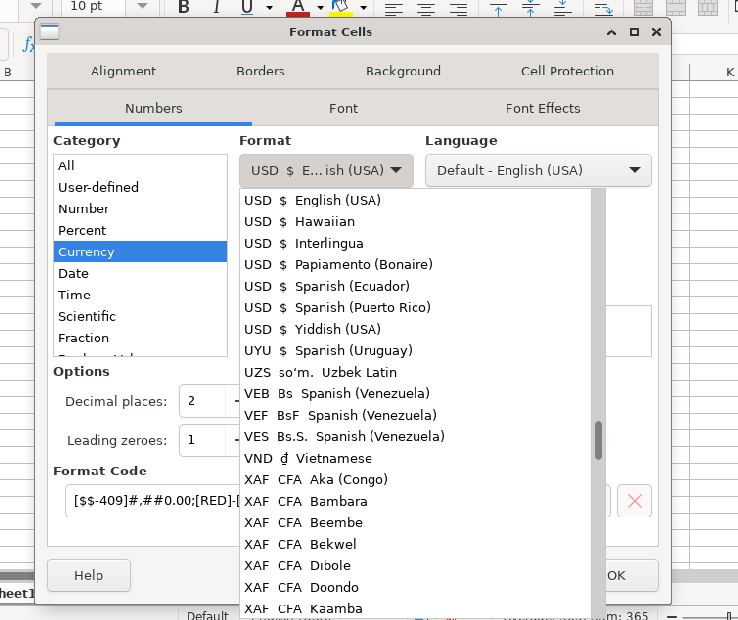 10 pt
B I U A
Format Cells
B
K
Alignment Borders Background Cell Protection
Numbers Font Font Effects
Category Format Language
USD $ E...ish (USA) Default - English (USA)
All
User-defined
Number
Percent
Currency
Date
Time
Scientific
Fraction
USD $ English (USA)
USD $ Hawaiian
USD $ Interlingua
USD $ Papiamento (Bonaire)
USD $ Spanish (Ecuador)
USD $ Spanish (Puerto Rico)
USD $ Yiddish (USA)
UYU $ Spanish (Uruguay)
UZS soʻm. Uzbek Latin
VEB Bs Spanish (Venezuela)
VEF BsF Spanish (Venezuela)
VES Bs.S. Spanish (Venezuela)
VND ₫ Vietnamese
XAF CFA Aka (Congo)
XAF CFA Bambara
XAF CFA Beembe
XAF CFA Bekwel
XAF CFA Dibole
XAF CFA Doondo
XAF CFA Kaamba
Options
Decimal places: 2
Leading zeroes: 1
Format Code
[$$-409]#,##0.00;[RED]-[
Help OK
heet1
Default
365